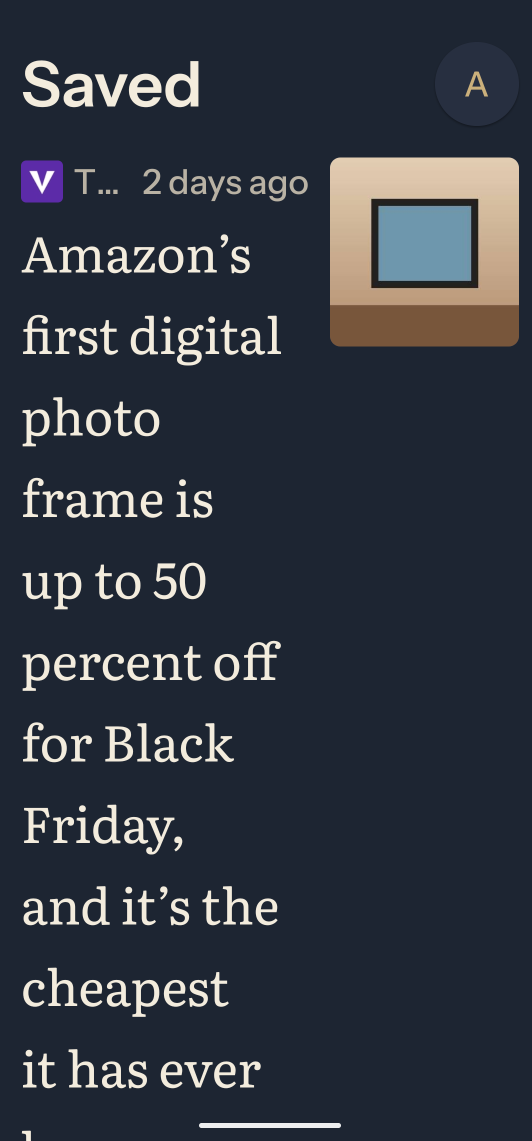 Saved
A
T... 2 days ago
Amazon’s
first digital
photo
frame is
up to 50
percent off
for Black
Friday,
and it’s the
cheapest
it has ever